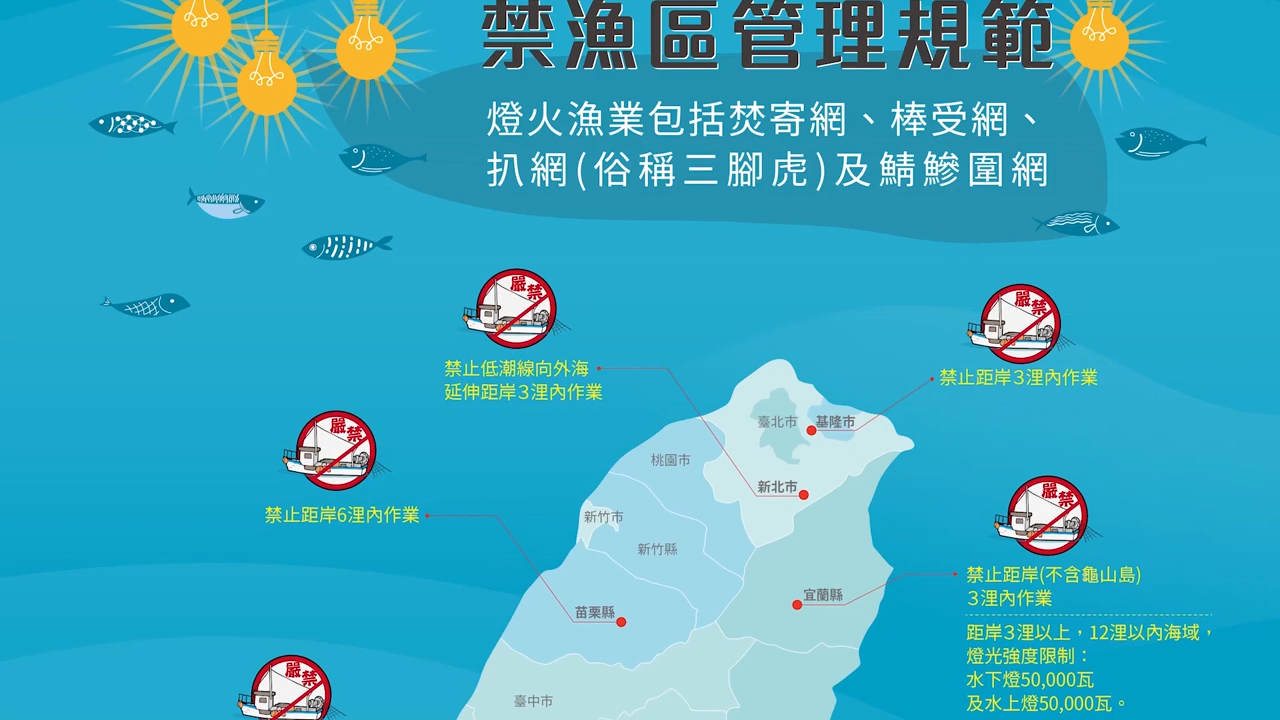 禁漁區管理規範
燈火漁業包括焚寄網、棒受網、
扒網(俗稱三腳虎)及鯖鰺圍網
嚴禁
嚴禁
禁止低潮線向外海
延伸距岸3浬內作業
禁止距岸3浬內作業
臺北市
基隆市
嚴禁
桃園市
新北市
嚴禁
禁止距岸6浬內作業
新竹市
新竹縣
禁止距岸(不含龜山島)
3浬內作業
宜蘭縣
苗栗縣
距岸3浬以上，12浬以內海域，
燈光強度限制：
水下燈50,000瓦
及水上燈50,000瓦。
嚴禁
臺中市